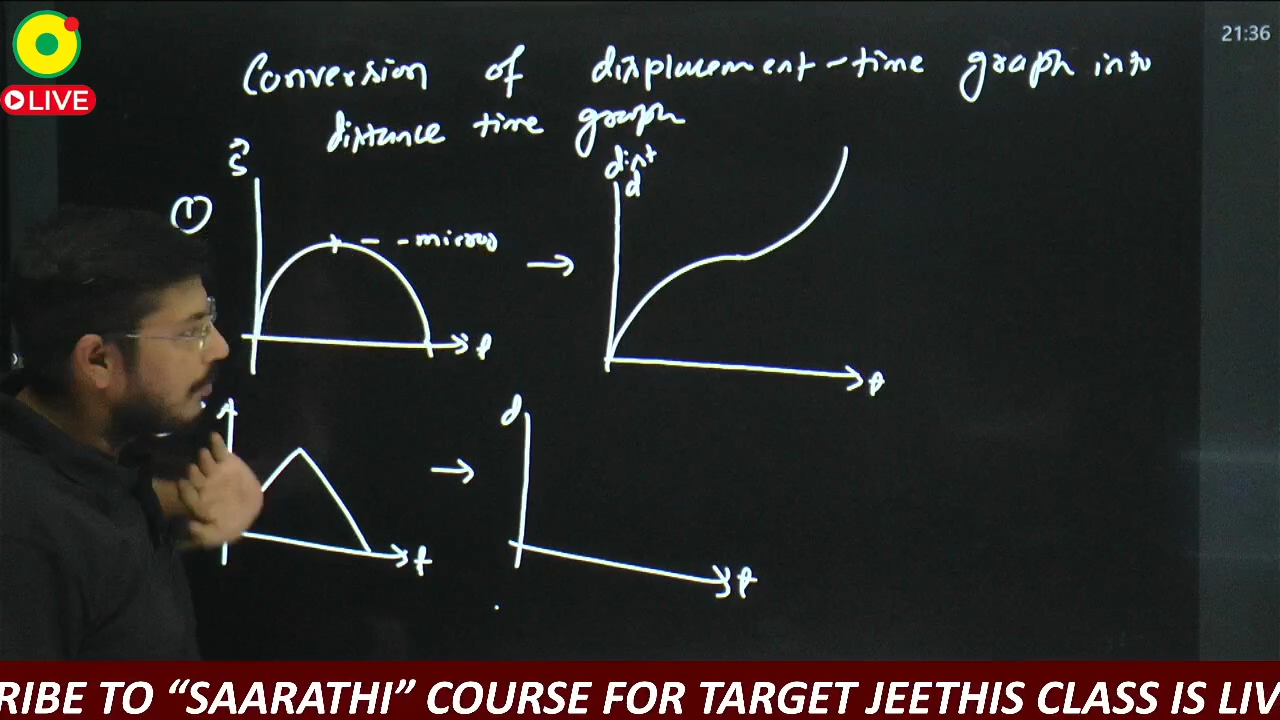 21:36
LIVE
Conversion of displacement-time graph into
distance time graph
S
①
mirror
t
dist
d
t
t
d
t
RIBE TO “SAARATHI” COURSE FOR TARGET JEETHIS CLASS IS LIV